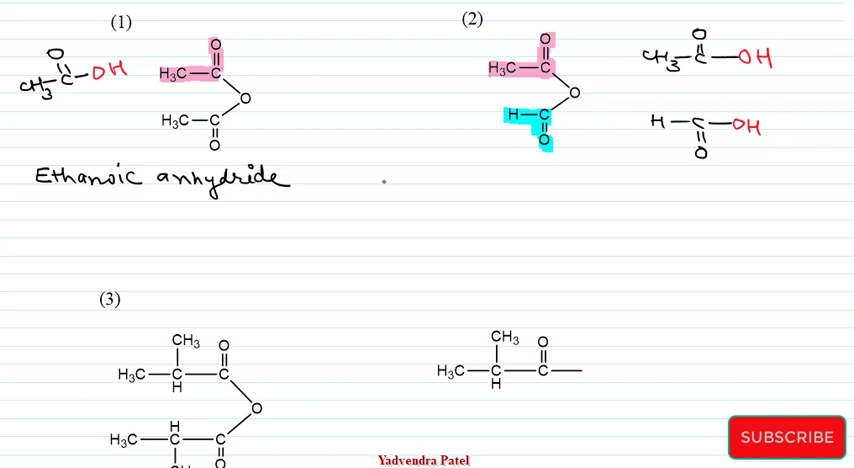 (1)
O
CH3 - C - OH
O
H3C - C
O
H3C - C
O
Ethanoic anhydride
(2)
O
H3C - C
O
H - C
O
O
CH3 - C - OH
H - C - OH
O
(3)
CH3 O
H3C - C - C
H
O
H
H3C - C - C
O
CH3 O
H3C - C - C
H
SUBSCRIBE
Yadvendra Patel